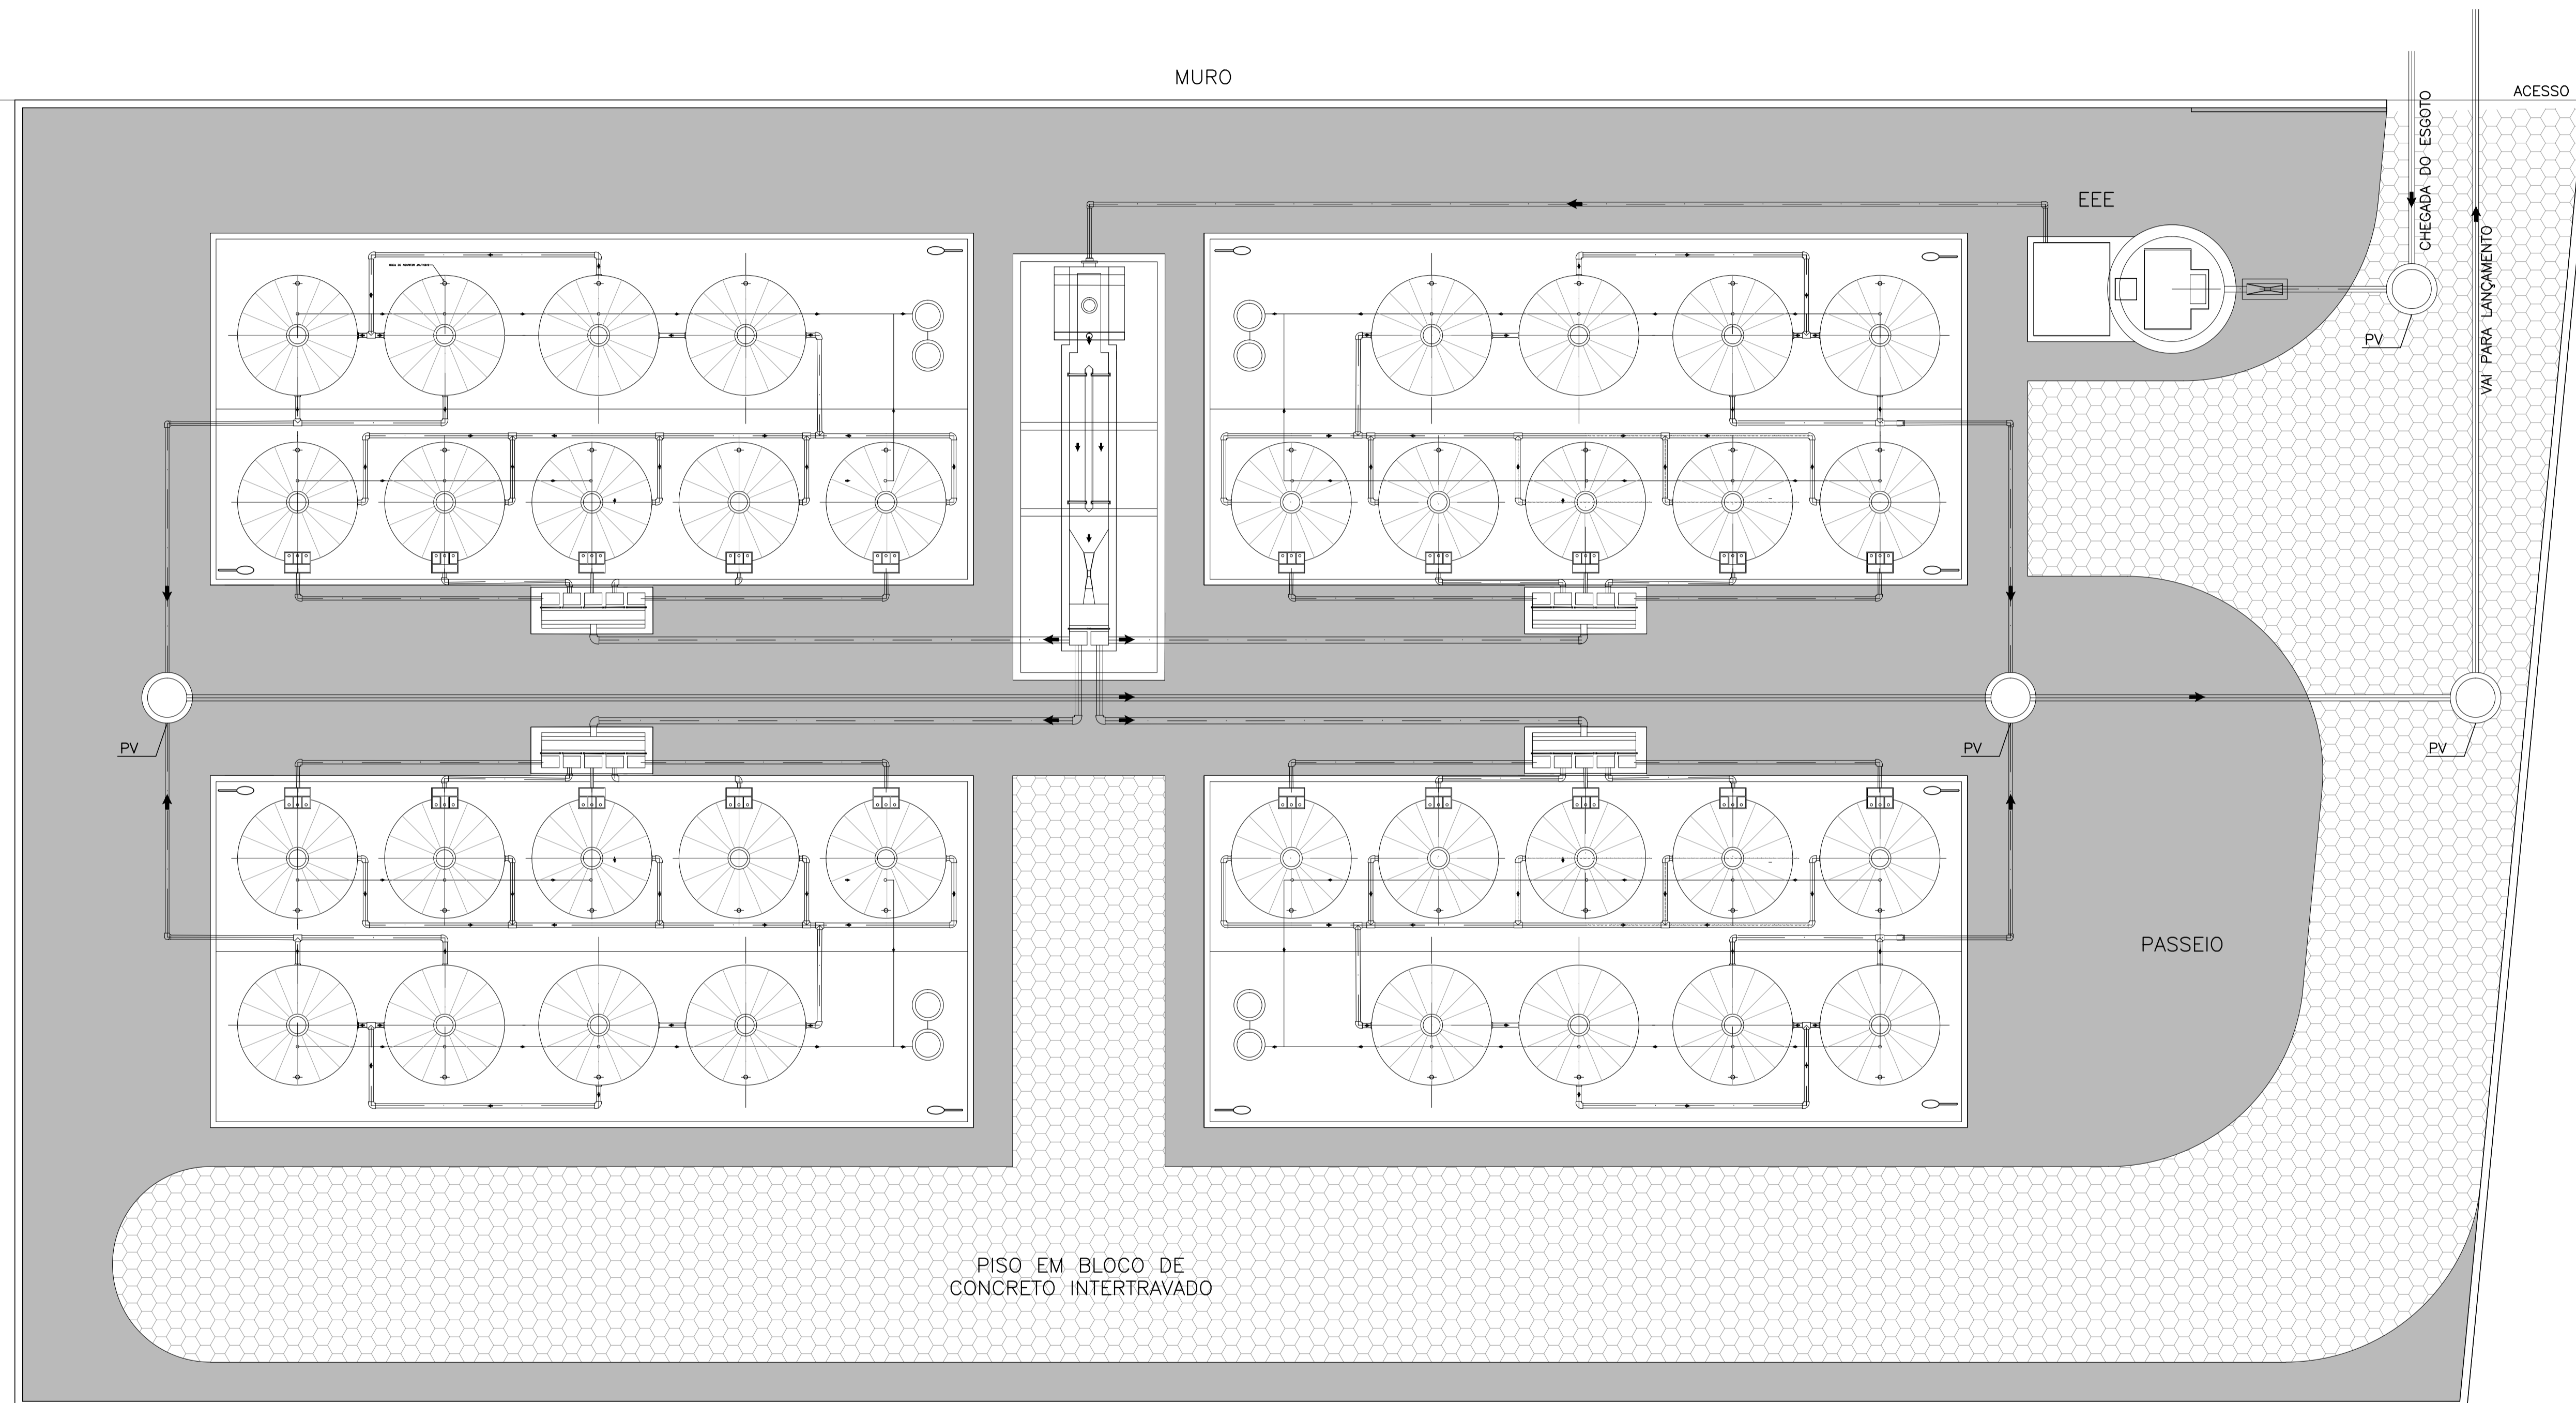 MURO
ACESSO
CHEGADA DO ESGOTO
EEE
VAI PARA LANÇAMENTO
PV
PV
PV
PV
PASSEIO
PISO EM BLOCO DE
CONCRETO INTERTRAVADO